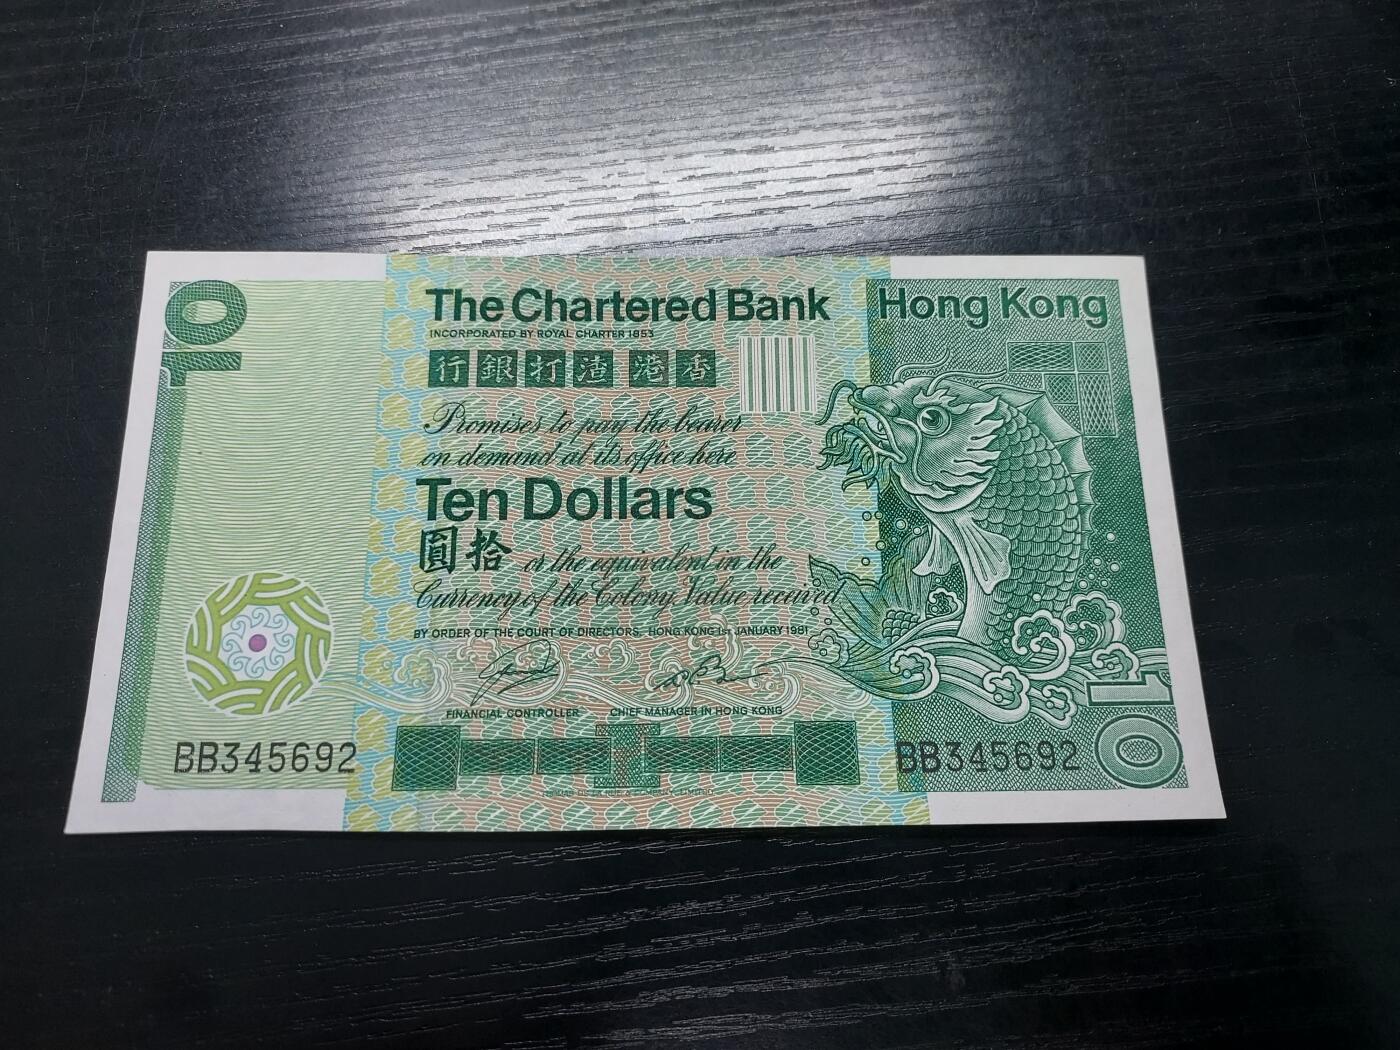 10
The Chartered Bank
Hong Kong
INCORPORATED BY ROYAL CHARTER 1853
行銀打渣 港香
Promises to pay the bearer
on demand at its office here
Ten Dollars
圓拾 or the equivalent in the
Currency of the Colony Value received
BY ORDER OF THE COURT OF DIRECTORS, HONG KONG 1ST JANUARY 1981
FINANCIAL CONTROLLER
CHIEF MANAGER IN HONG KONG
BB345692
BB345692
10